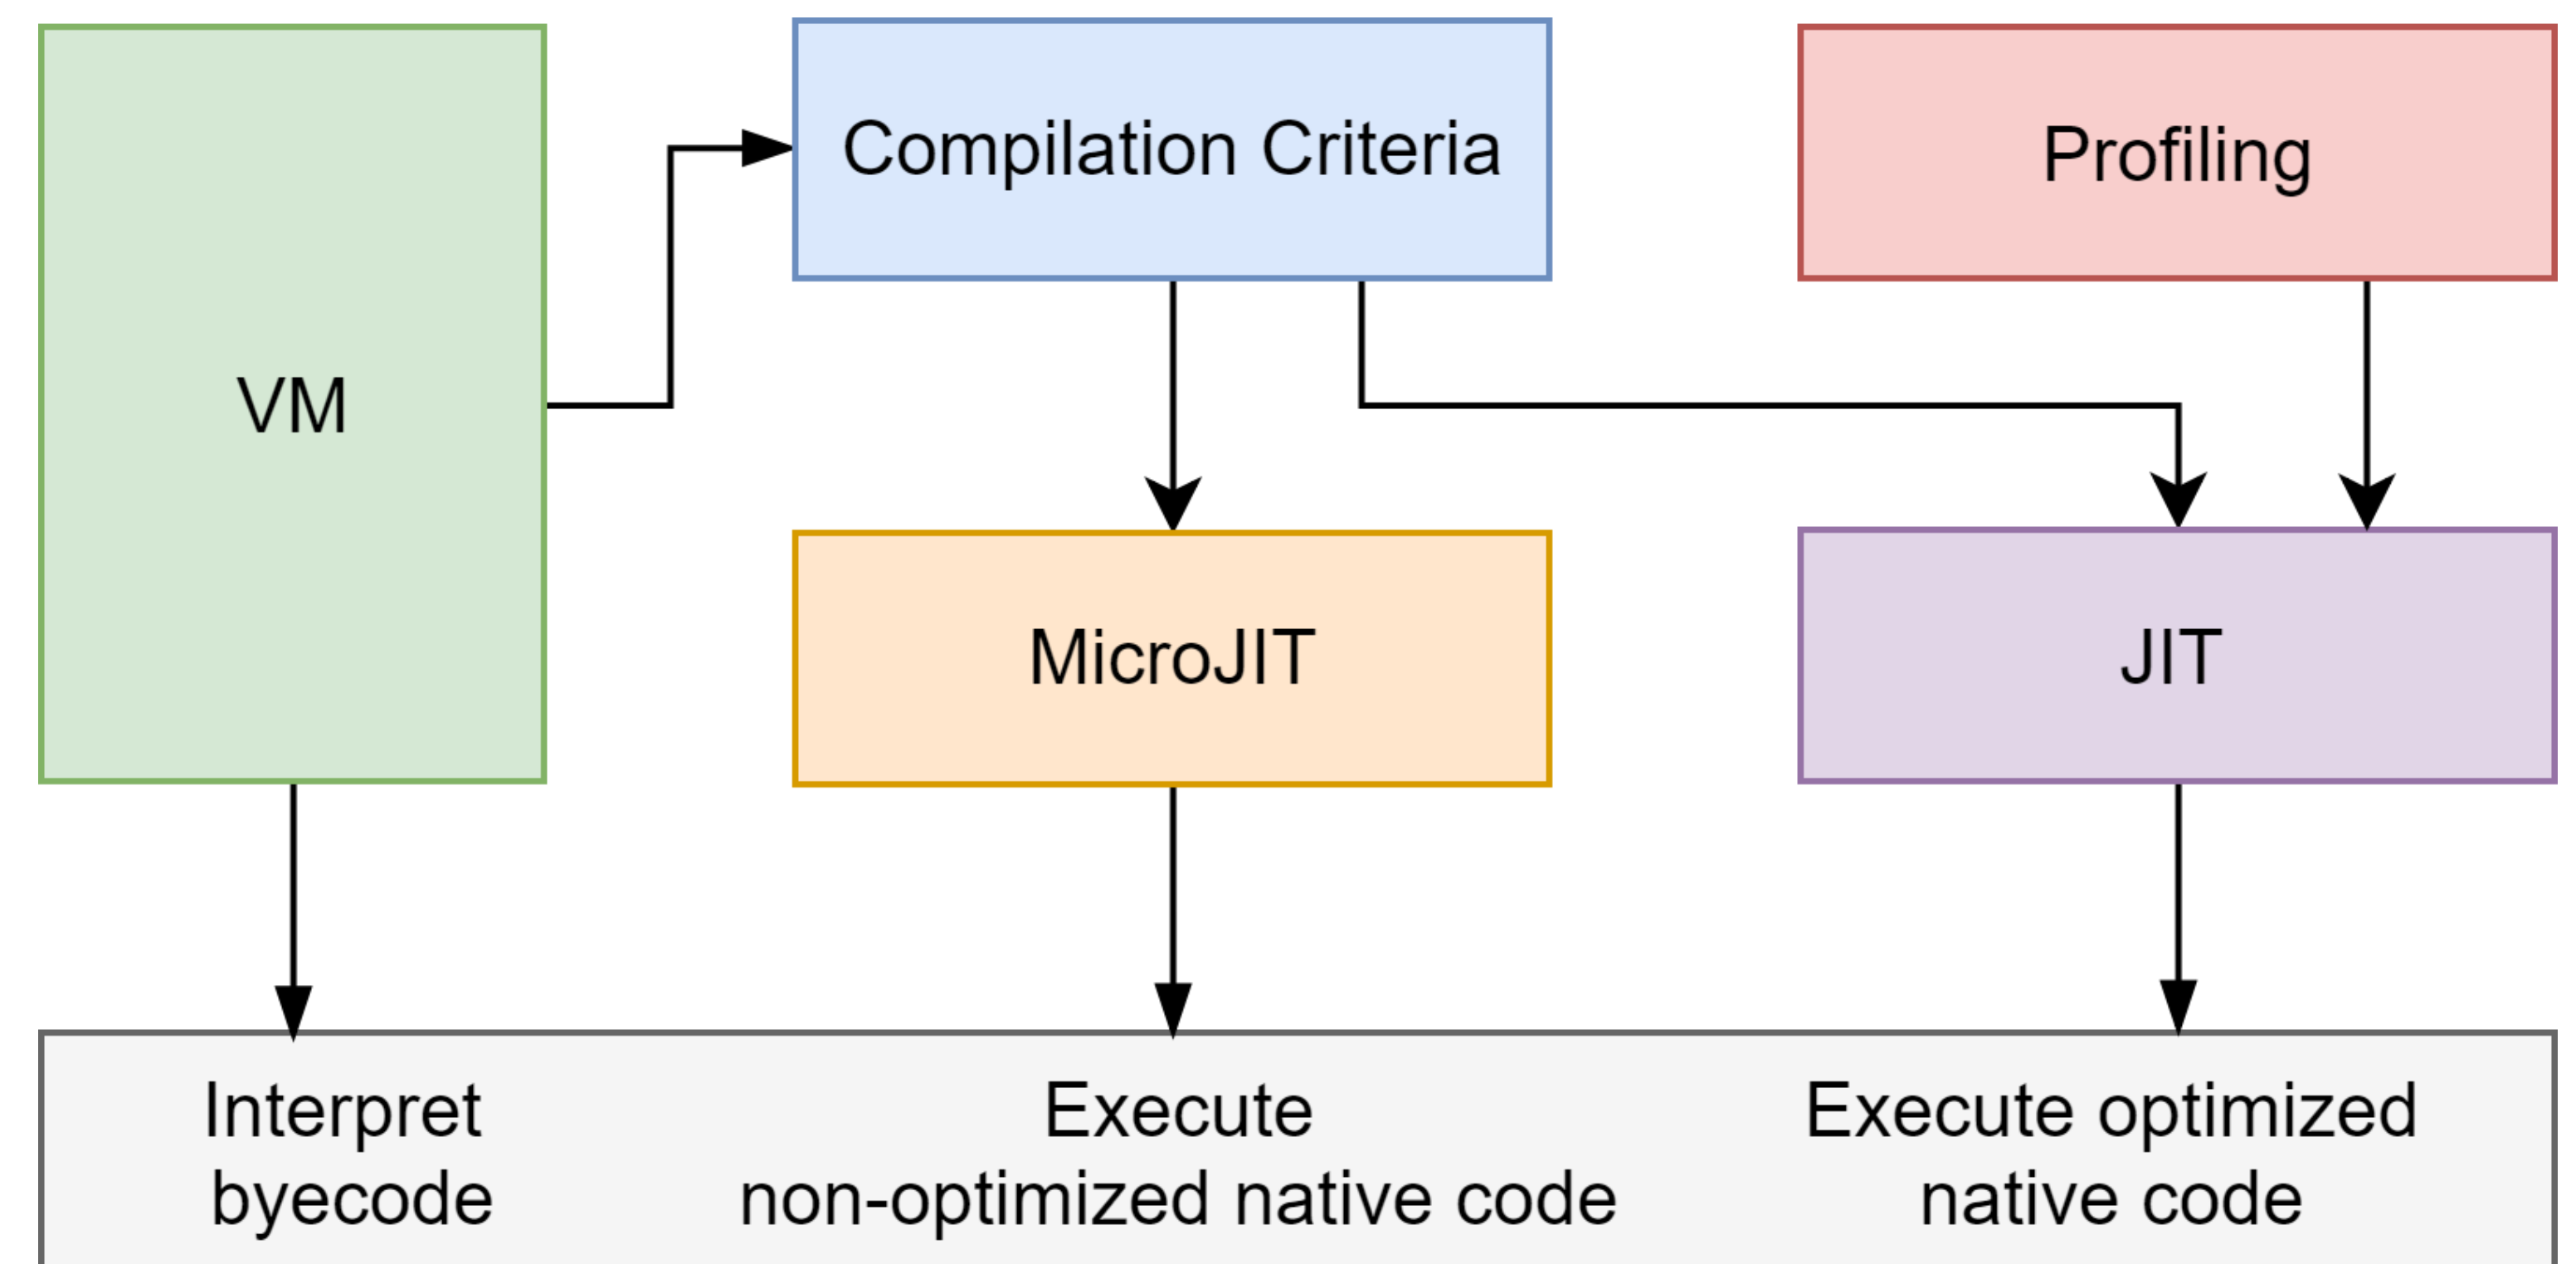 VM
Compilation Criteria
Profiling
MicroJIT
JIT
Interpret
byecode
Execute
non-optimized native code
Execute optimized
native code